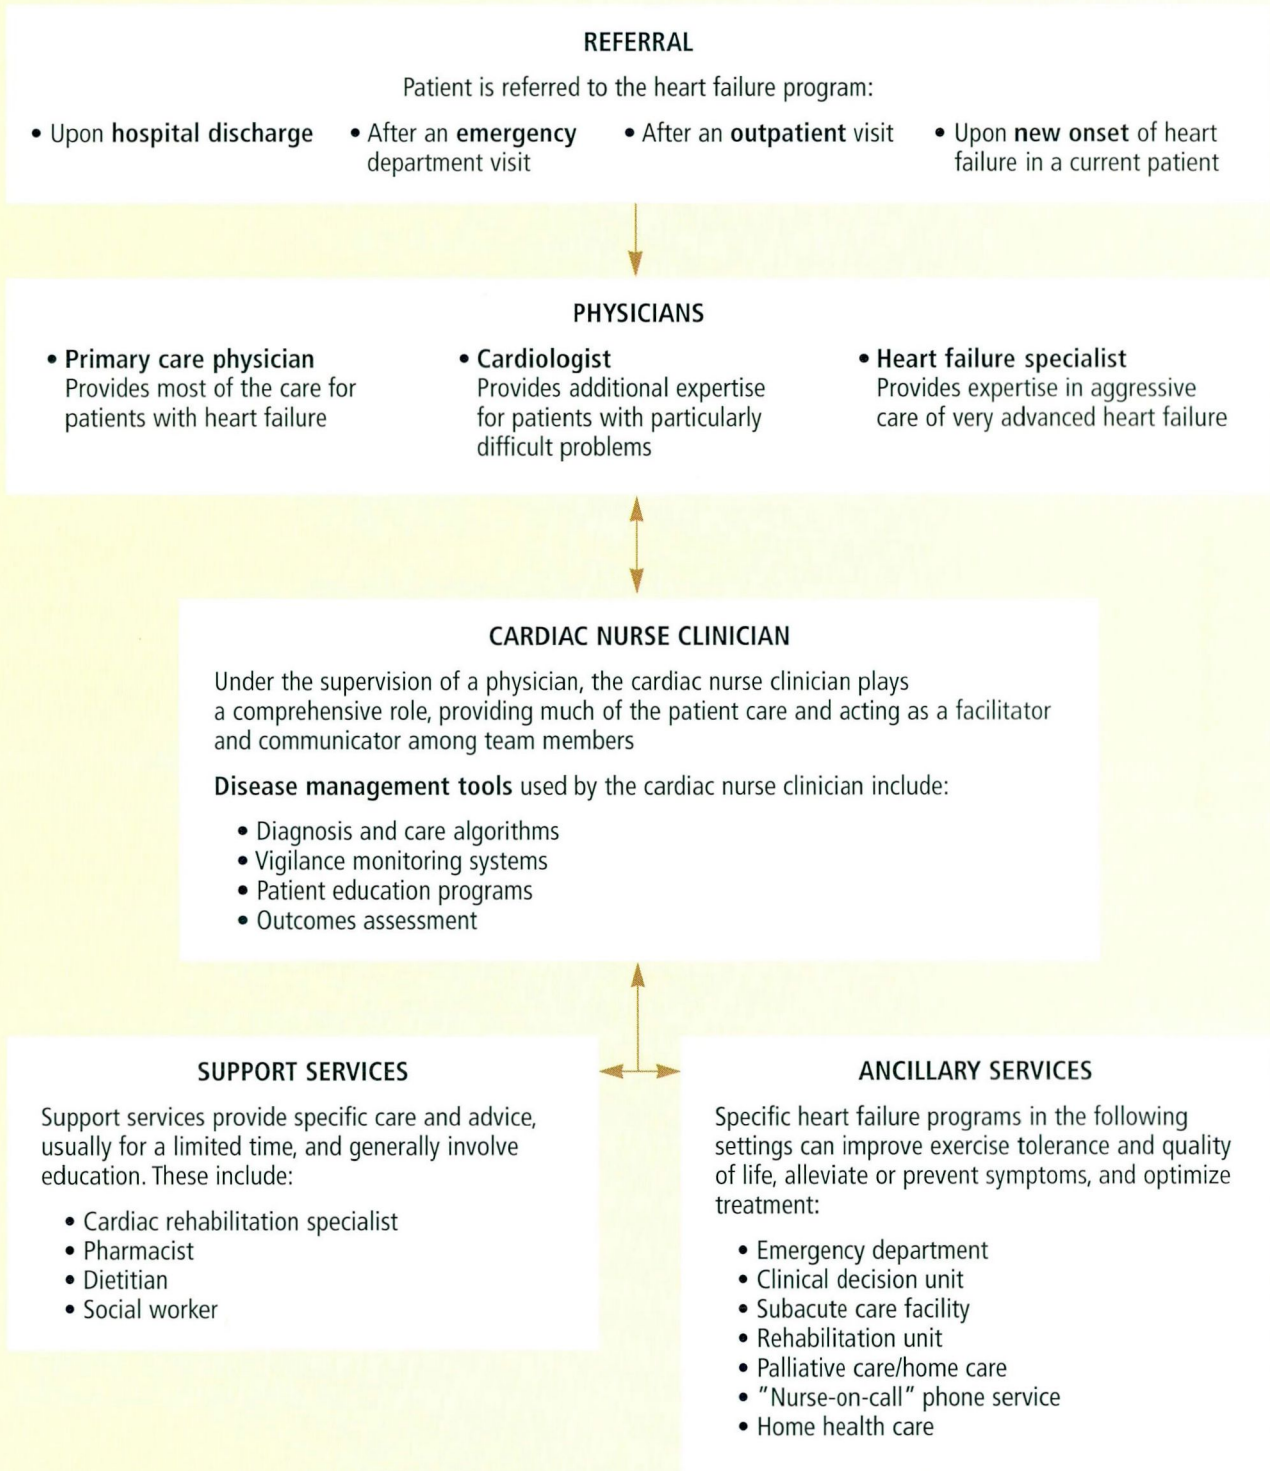 REFERRAL
Patient is referred to the heart failure program:
• Upon hospital discharge
• After an emergency
department visit
• After an outpatient visit
• Upon new onset of heart
failure in a current patient
PHYSICIANS
• Primary care physician
Provides most of the care for
patients with heart failure
• Cardiologist
Provides additional expertise
for patients with particularly
difficult problems
• Heart failure specialist
Provides expertise in aggressive
care of very advanced heart failure
CARDIAC NURSE CLINICIAN
Under the supervision of a physician, the cardiac nurse clinician plays
a comprehensive role, providing much of the patient care and acting as a facilitator
and communicator among team members
Disease management tools used by the cardiac nurse clinician include:
• Diagnosis and care algorithms
• Vigilance monitoring systems
• Patient education programs
• Outcomes assessment
SUPPORT SERVICES
Support services provide specific care and advice,
usually for a limited time, and generally involve
education. These include:
• Cardiac rehabilitation specialist
• Pharmacist
• Dietitian
• Social worker
ANCILLARY SERVICES
Specific heart failure programs in the following
settings can improve exercise tolerance and quality
of life, alleviate or prevent symptoms, and optimize
treatment:
• Emergency department
• Clinical decision unit
• Subacute care facility
• Rehabilitation unit
• Palliative care/home care
• "Nurse-on-call" phone service
• Home health care